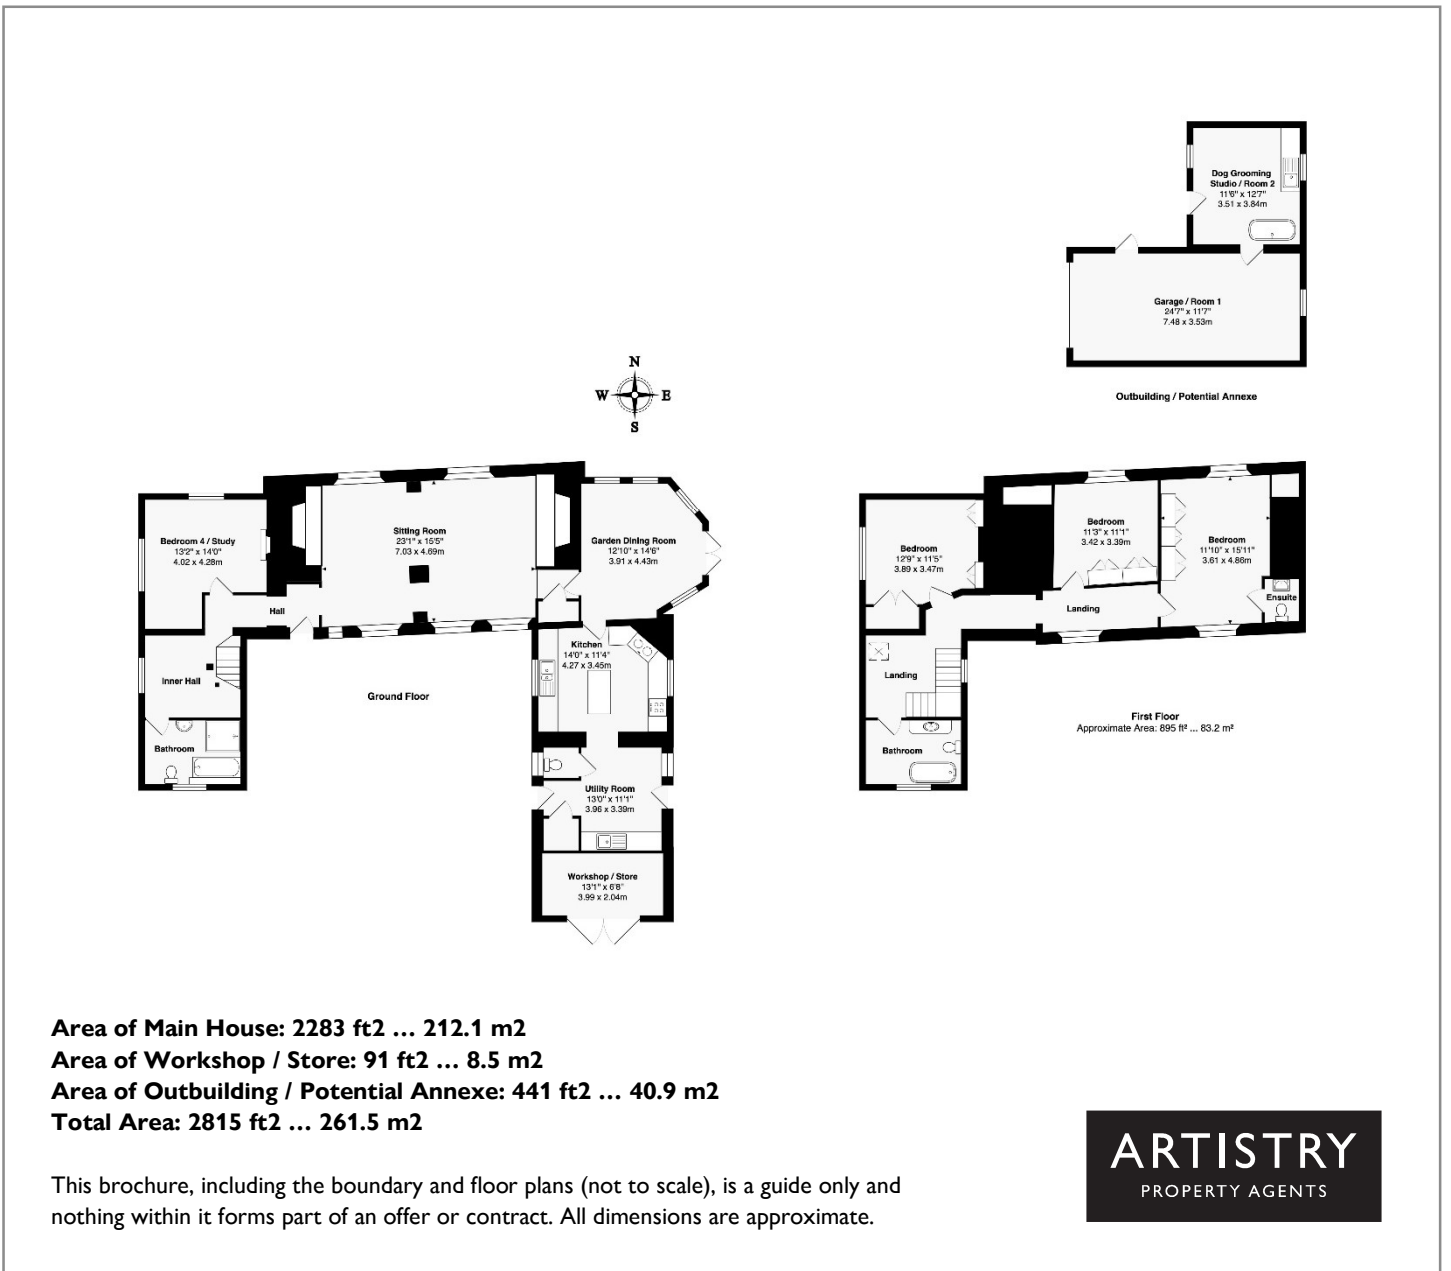 Dog Grooming
Studio / Room 2
11'6" x 12'7"
3.51 x 3.84m
Garage / Room 1
24'7" x 11'7"
7.48 x 3.53m
Outbuilding / Potential Annexe
N
W E
S
Bedroom 4 / Study
13'2" x 14'0"
4.02 x 4.28m
Sitting Room
23'1" x 15'5"
7.03 x 4.69m
Garden Dining Room
12'10" x 14'6"
3.91 x 4.43m
Hall
Kitchen
14'0" x 11'4"
4.27 x 3.45m
Inner Hall
Ground Floor
Bathroom
Utility Room
13'0" x 11'1"
3.96 x 3.39m
Workshop / Store
13'1" x 6'8"
3.99 x 2.04m
Bedroom
12'9" x 11'5"
3.89 x 3.47m
Bedroom
11'3" x 11'1"
3.42 x 3.39m
Bedroom
11'10" x 15'11"
3.61 x 4.86m
Ensuite
Landing
Landing
Bathroom
First Floor
Approximate Area: 895 ft² ... 83.2 m²
Area of Main House: 2283 ft2 … 212.1 m2
Area of Workshop / Store: 91 ft2 … 8.5 m2
Area of Outbuilding / Potential Annexe: 441 ft2 … 40.9 m2
Total Area: 2815 ft2 … 261.5 m2
This brochure, including the boundary and floor plans (not to scale), is a guide only and
nothing within it forms part of an offer or contract. All dimensions are approximate.
ARTISTRY
PROPERTY AGENTS